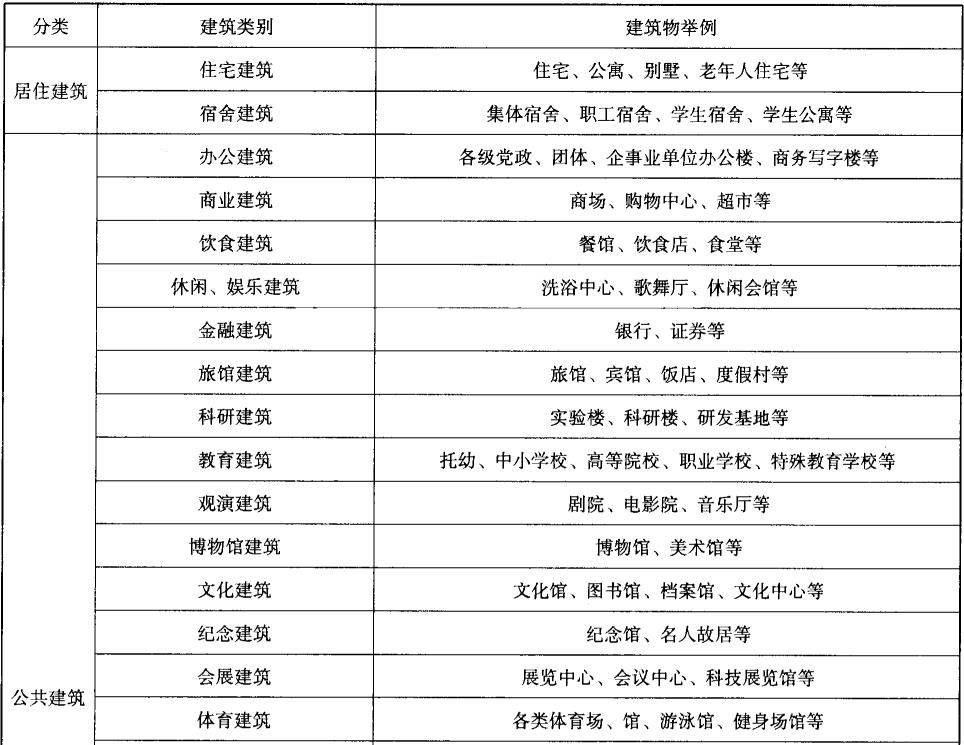 分类 建筑类别 建筑物举例
居住建筑 住宅建筑 住宅、公寓、别墅、老年人住宅等
宿舍建筑 集体宿舍、职工宿舍、学生宿舍、学生公寓等
办公建筑 各级党政、团体、企事业单位办公楼、商务写字楼等
商业建筑 商场、购物中心、超市等
饮食建筑 餐馆、饮食店、食堂等
休闲、娱乐建筑 洗浴中心、歌舞厅、休闲会馆等
金融建筑 银行、证券等
旅馆建筑 旅馆、宾馆、饭店、度假村等
科研建筑 实验楼、科研楼、研发基地等
教育建筑 托幼、中小学校、高等院校、职业学校、特殊教育学校等
观演建筑 剧院、电影院、音乐厅等
博物馆建筑 博物馆、美术馆等
文化建筑 文化馆、图书馆、档案馆、文化中心等
纪念建筑 纪念馆、名人故居等
会展建筑 展览中心、会议中心、科技展览馆等
公共建筑 体育建筑 各类体育场、馆、游泳馆、健身场馆等